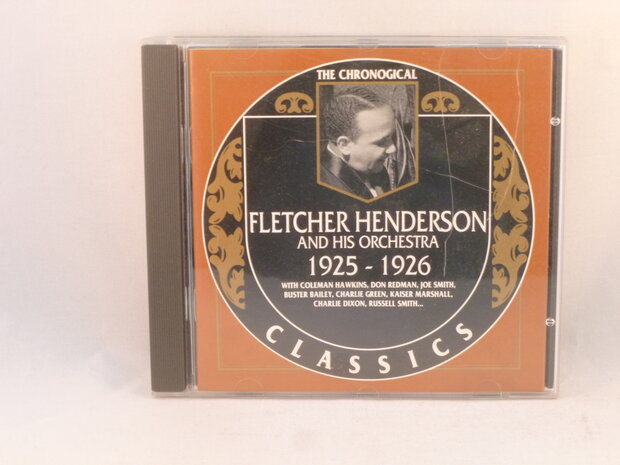 THE CHRONOGICAL
FLETCHER HENDERSON
AND HIS ORCHESTRA
1925 - 1926
WITH COLEMAN HAWKINS, DON REDMAN, JOE SMITH,
BUSTER BAILEY, CHARLIE GREEN, KAISER MARSHALL,
CHARLIE DIXON, RUSSELL SMITH...
CLASSICS